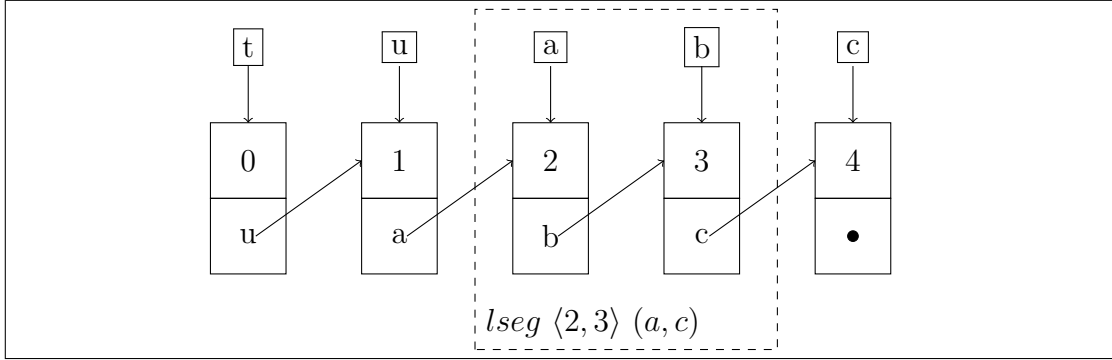 t u a b c
0 1 2 3 4
u a b c •
lseg ⟨2, 3⟩ (a, c)